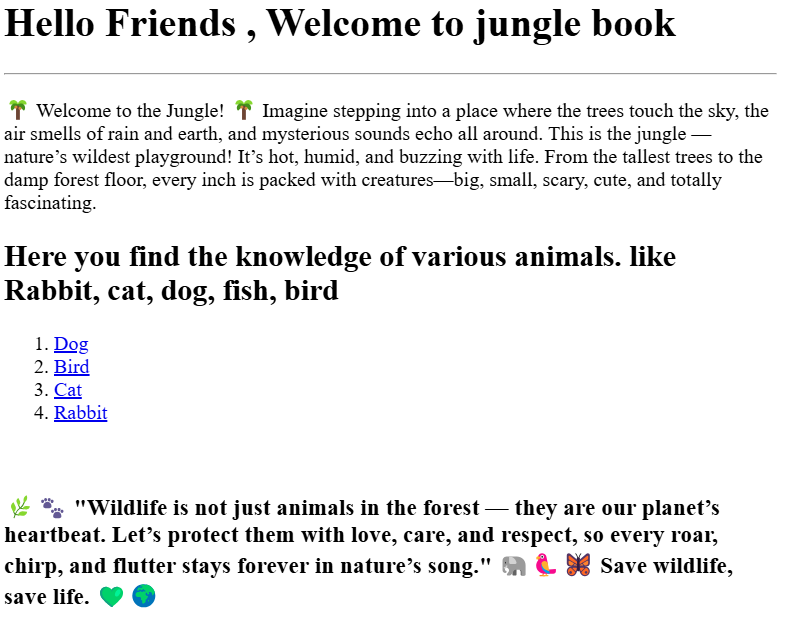 Hello Friends , Welcome to jungle book
🌴 Welcome to the Jungle! 🌴 Imagine stepping into a place where the trees touch the sky, the
air smells of rain and earth, and mysterious sounds echo all around. This is the jungle —
nature’s wildest playground! It’s hot, humid, and buzzing with life. From the tallest trees to the
damp forest floor, every inch is packed with creatures—big, small, scary, cute, and totally
fascinating.
Here you find the knowledge of various animals. like
Rabbit, cat, dog, fish, bird
1. Dog
2. Bird
3. Cat
4. Rabbit
🌿 🐾 "Wildlife is not just animals in the forest — they are our planet’s
heartbeat. Let’s protect them with love, care, and respect, so every roar,
chirp, and flutter stays forever in nature’s song." 🐘 🦜 🦋 Save wildlife,
save life. 💚 🌍